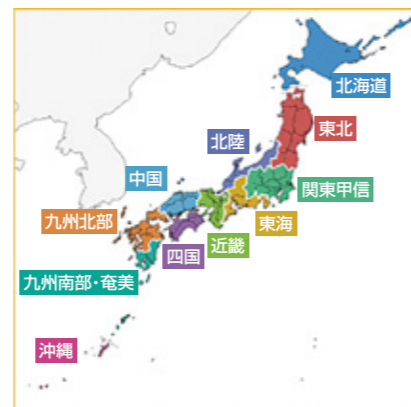 北海道
東北
北陸
中国
関東甲信
九州北部
東海
近畿
四国
九州南部・奄美
沖縄